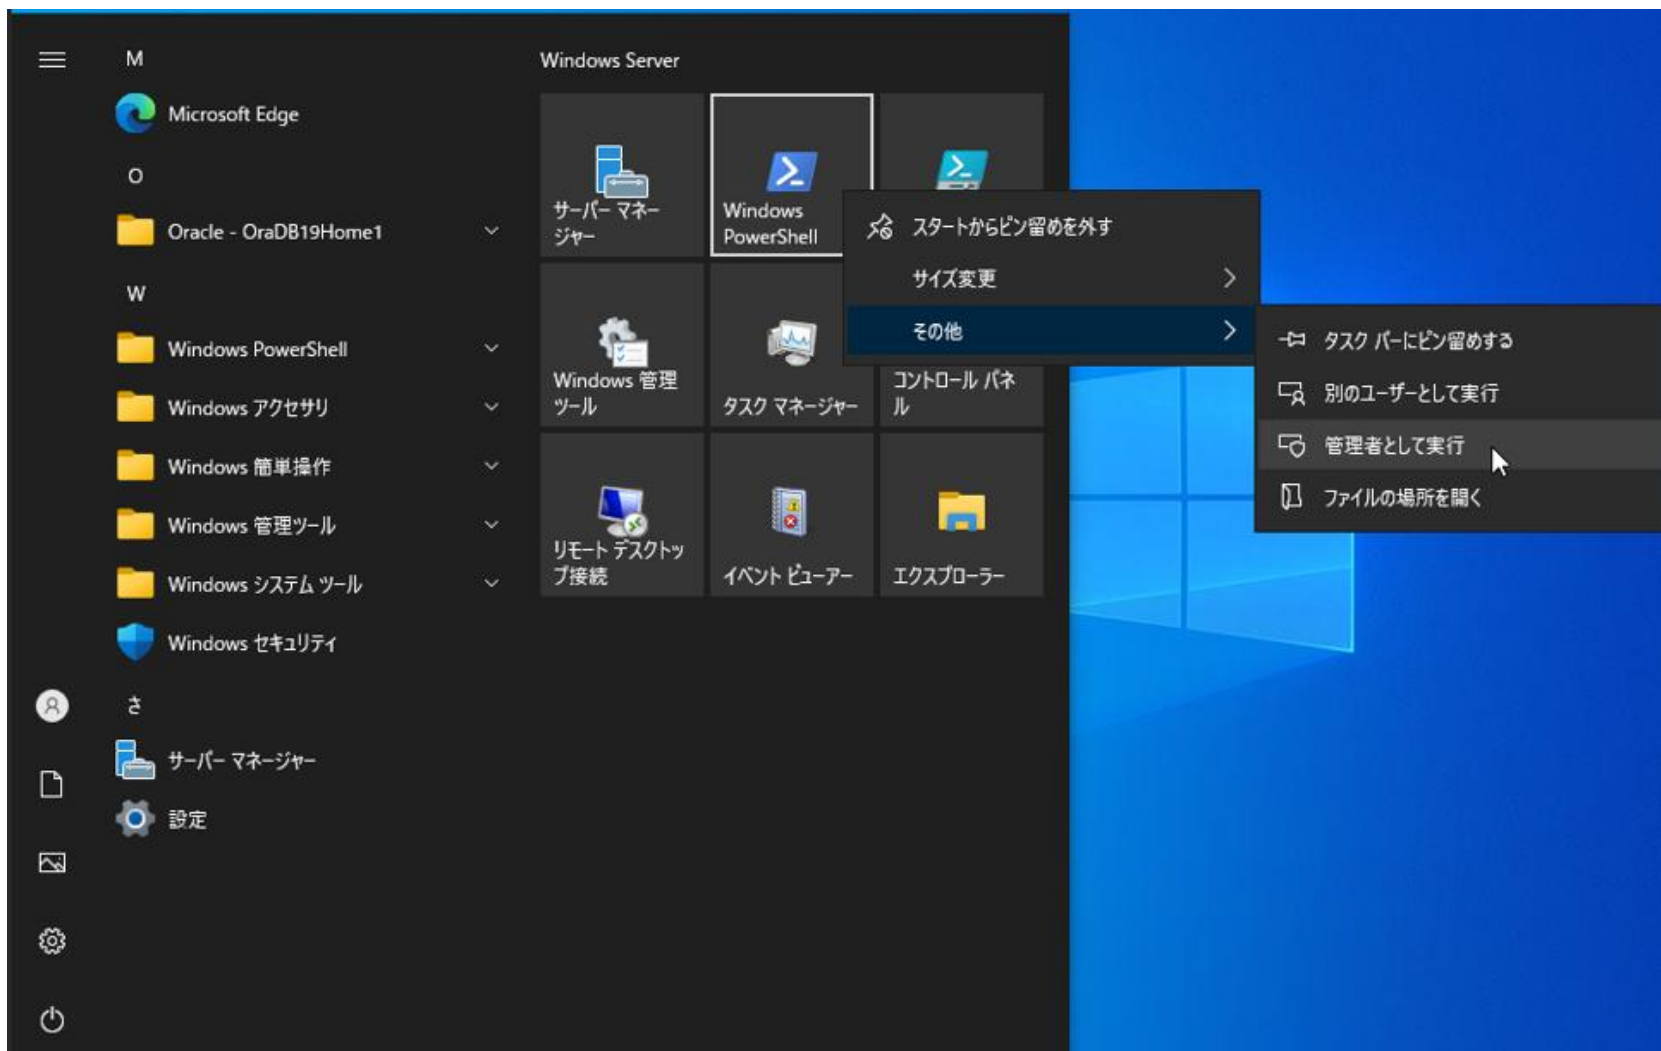 M
Microsoft Edge
O
Oracle - OraDB19Home1
W
Windows PowerShell
Windows アクセサリ
Windows 簡単操作
Windows 管理ツール
Windows システム ツール
Windows セキュリティ
さ
サーバー マネージャー
設定
Windows Server
サーバー マネー
ジャー
Windows
PowerShell
Windows 管理
ツール
タスク マネージャー
コントロール パネ
ル
リモート デスクトッ
プ接続
イベント ビューアー
エクスプローラー
スタートからピン留めを外す
サイズ変更
その他
タスク バーにピン留めする
別のユーザーとして実行
管理者として実行
ファイルの場所を開く